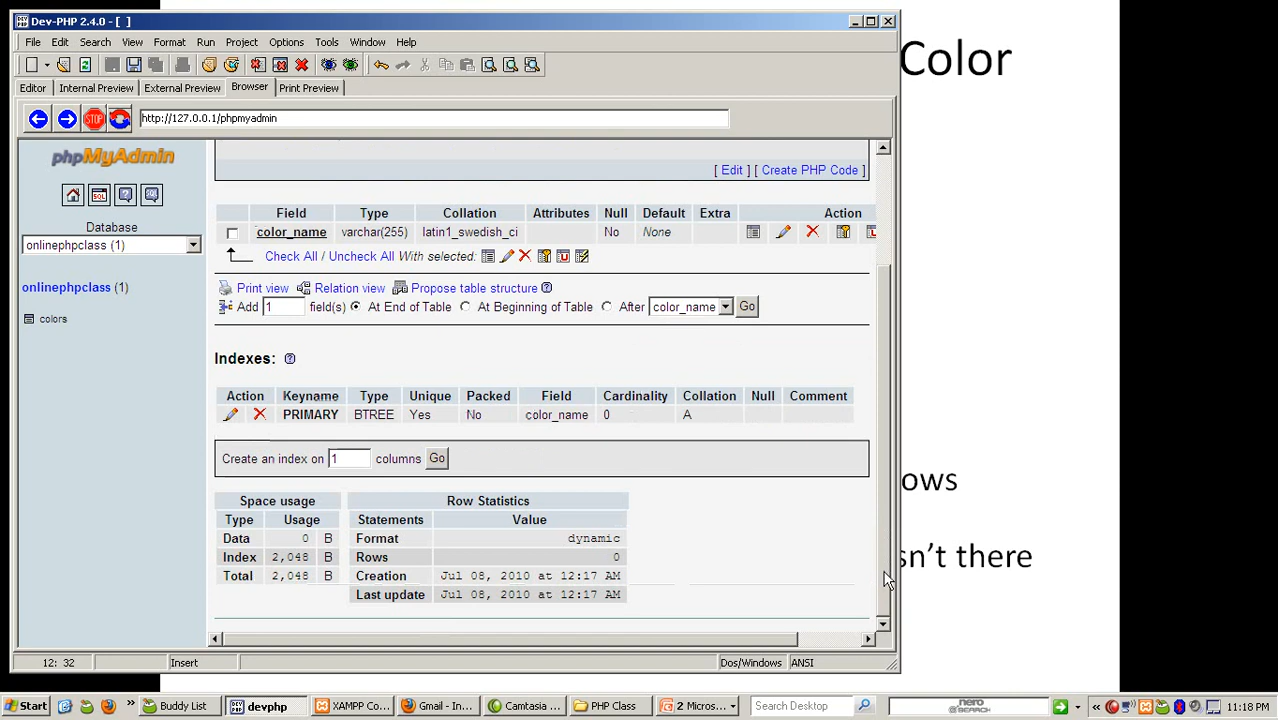 Dev-PHP 2.4.0 - [ ]
File Edit Search View Format Run Project Options Tools Window Help
Editor Internal Preview External Preview Browser Print Preview
http://127.0.0.1/phpmyadmin
Color
phpMyAdmin
SQL
Database
onlinephpclass (1)
onlinephpclass (1)
colors
[ Edit ] [ Create PHP Code ]
Field Type Collation Attributes Null Default Extra Action
color_name varchar(255) latin1_swedish_ci No None
Check All / Uncheck All With selected:
Print view Relation view Propose table structure
Add 1 field(s) At End of Table At Beginning of Table After color_name Go
Indexes:
Action Keyname Type Unique Packed Field Cardinality Collation Null Comment
PRIMARY BTREE Yes No color_name 0 A
Create an index on 1 columns Go
Space usage
Type Usage
Data 0 B
Index 2,048 B
Total 2,048 B
Row Statistics
Statements Value
Format dynamic
Rows 0
Creation Jul 08, 2010 at 12:17 AM
Last update Jul 08, 2010 at 12:17 AM
ows
sn't there
12: 32 Insert Dos/Windows ANSI
Start Buddy List devphp XAMPP Co... Gmail - ... Camtasia ... PHP Class 2 Micros... Search Desktop nero SEARCH 11:18 PM